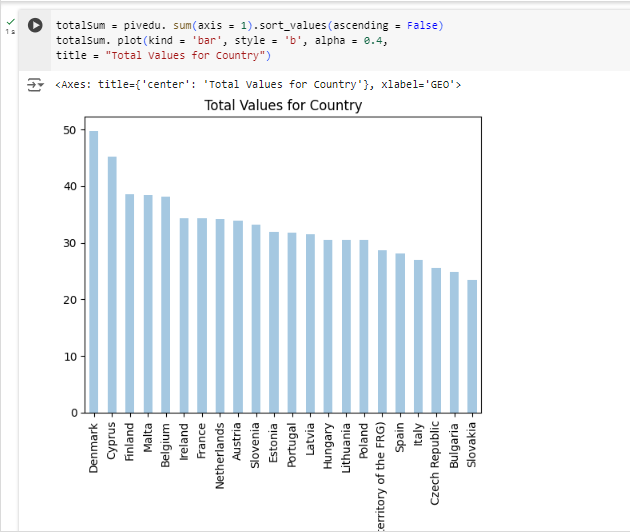 1s
totalSum = pivedu. sum(axis = 1).sort_values(ascending = False)
totalSum. plot(kind = 'bar', style = 'b', alpha = 0.4,
title = "Total Values for Country")
<Axes: title={'center': 'Total Values for Country'}, xlabel='GEO'>
Total Values for Country
50
40
30
20
10
0
Denmark
Cyprus
Finland
Malta
Belgium
Ireland
France
Netherlands
Austria
Slovenia
Estonia
Portugal
Latvia
Hungary
Lithuania
Poland
erritory of the FRG)
Spain
Italy
Czech Republic
Bulgaria
Slovakia